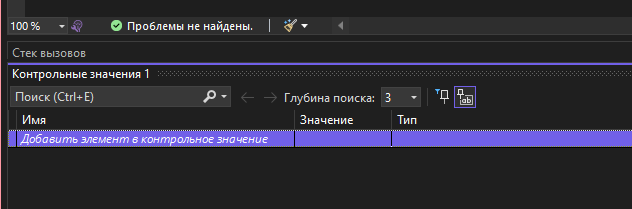 100 %
Проблемы не найдены.
Стек вызовов
Контрольные значения 1
Поиск (Ctrl+E)
Глубина поиска: 3
ab
Имя Значение Тип
Добавить элемент в контрольное значение